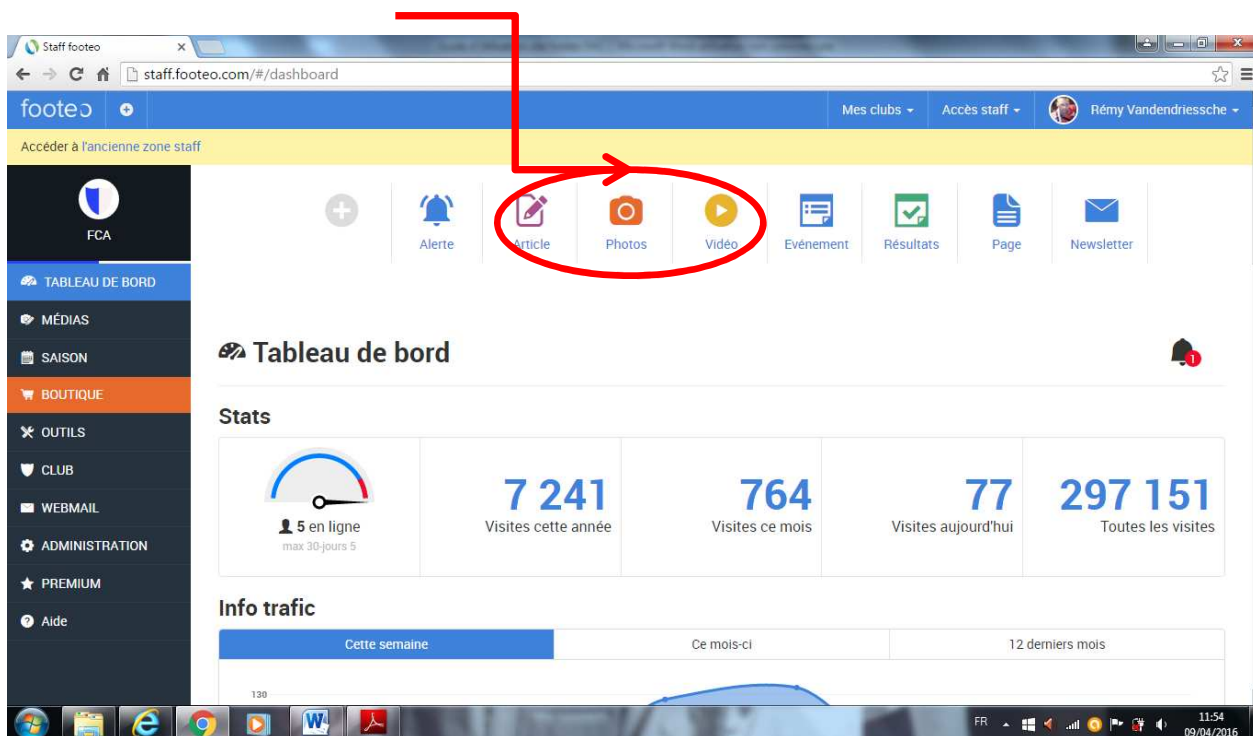 Staff footeo
staff.footeo.com/#/dashboard
footeo
Mes clubs
Accès staff
Rémy Vandendriessche
Accéder à l'ancienne zone staff
FCA
Alerte
Article
Photos
Vidéo
Evénement
Résultats
Page
Newsletter
TABLEAU DE BORD
MÉDIAS
SAISON
BOUTIQUE
OUTILS
CLUB
WEBMAIL
ADMINISTRATION
PREMIUM
Aide
Tableau de bord
1
Stats
5 en ligne
max 30-jours 5
7 241
Visites cette année
764
Visites ce mois
77
Visites aujourd'hui
297 151
Toutes les visites
Info trafic
Cette semaine
Ce mois-ci
12 derniers mois
130
FR
11:54
09/04/2016